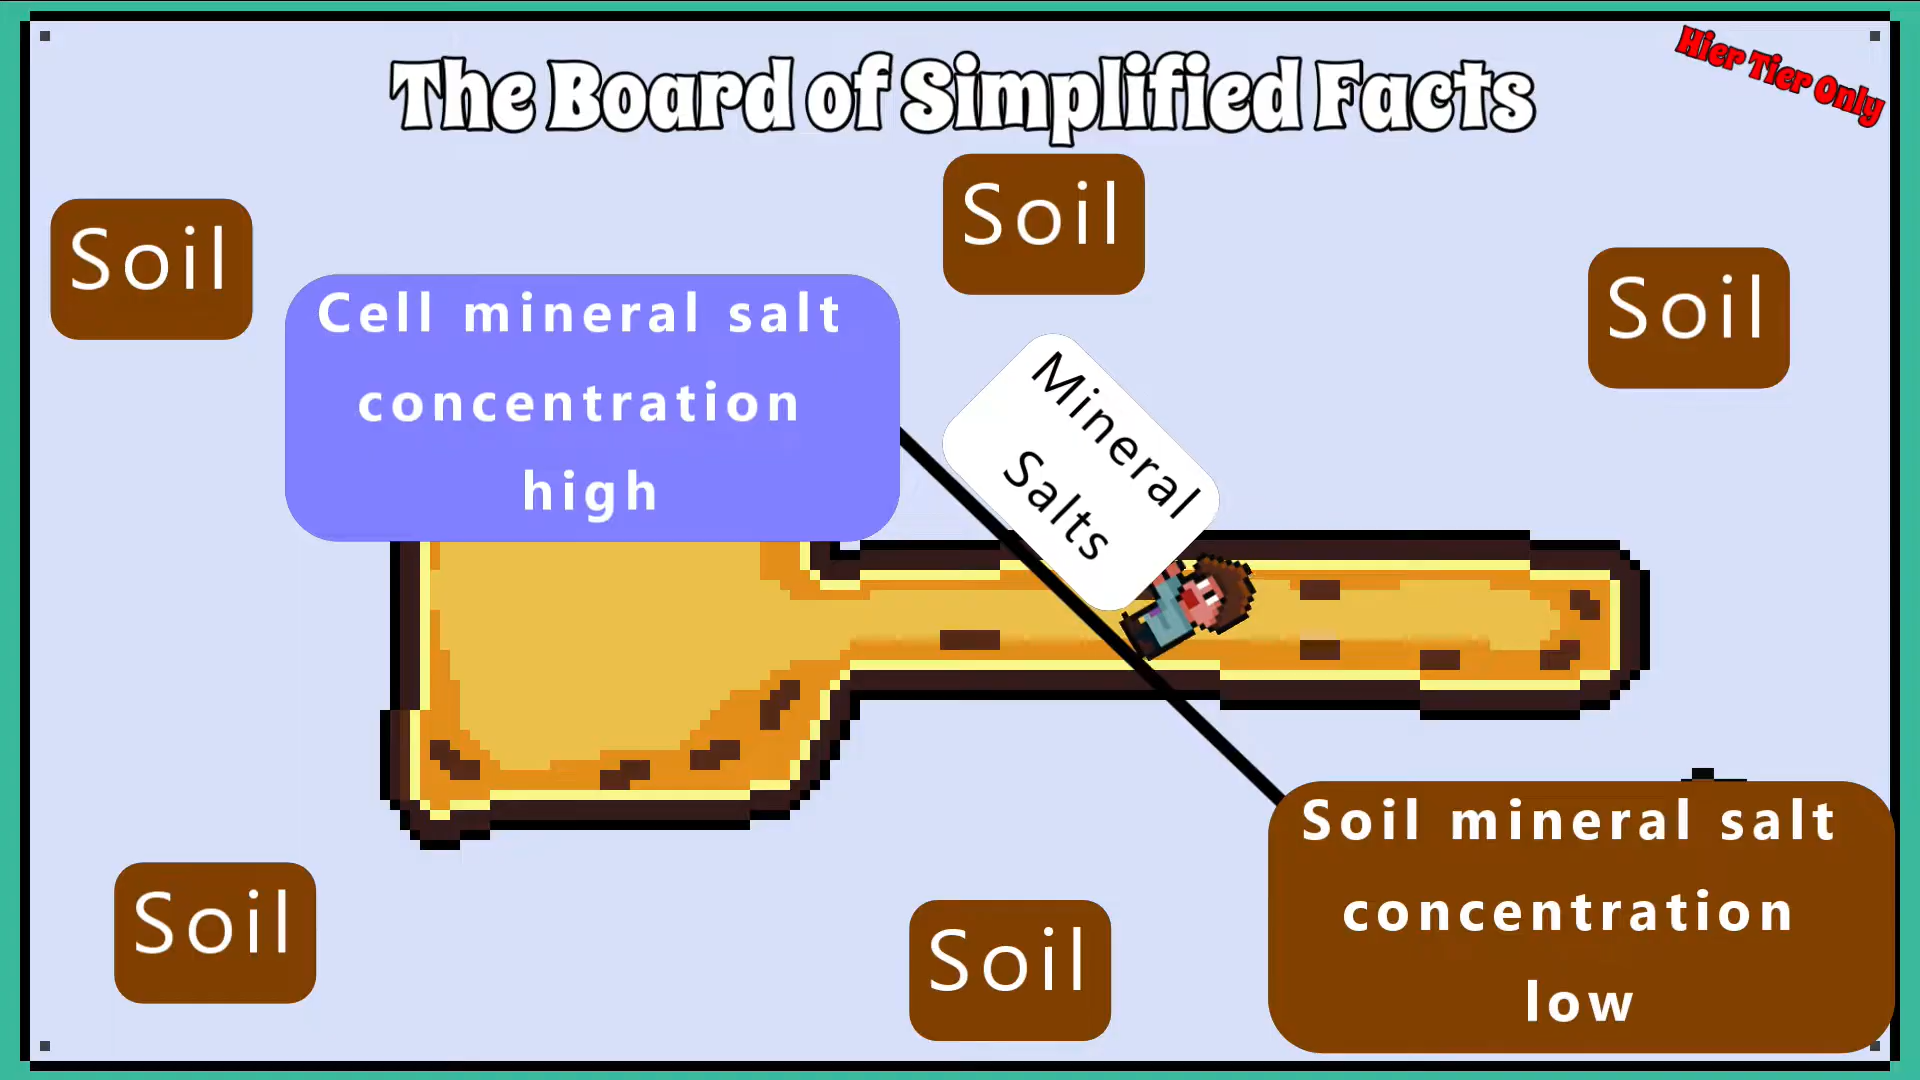 The Board of Simplified Facts
Hier Tier Only
Soil
Soil
Soil
Cell mineral salt
concentration
high
Mineral
Salts
Soil
Soil
Soil mineral salt
concentration
low